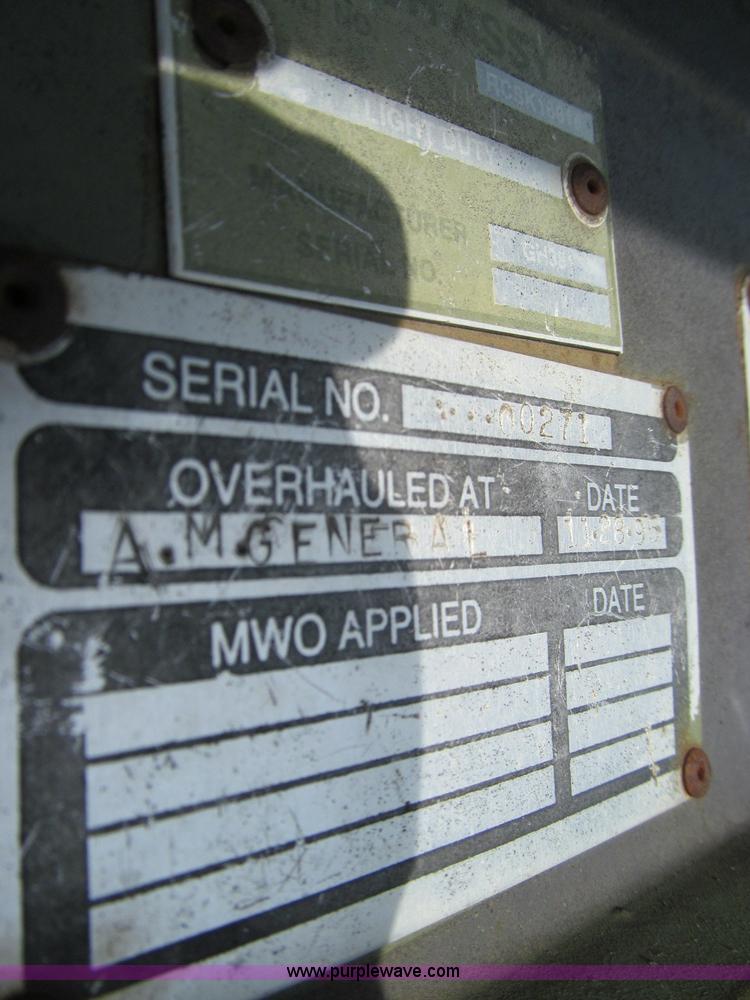 LIGHT DUTY
MANUFACTURER
SERIAL NO.
SERIAL NO. 00271
OVERHAULED AT DATE
A.M.GENERAL
MWO APPLIED DATE
www.purplewave.com